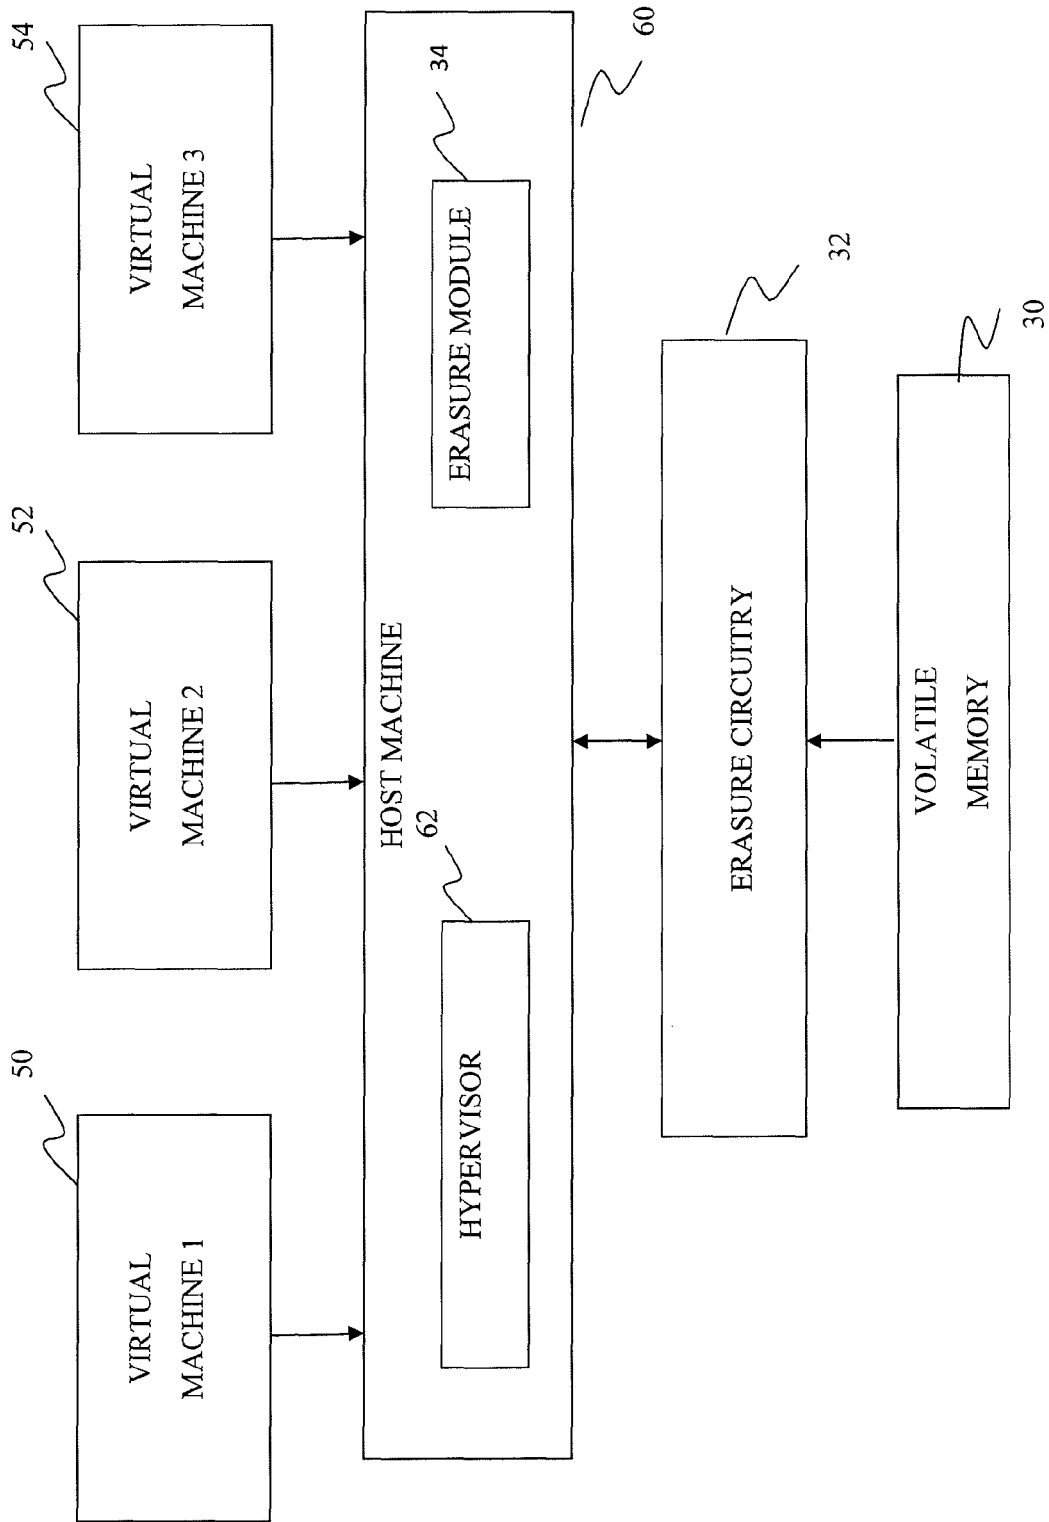 50
52
54
VIRTUAL
MACHINE 1
VIRTUAL
MACHINE 2
VIRTUAL
MACHINE 3
HOST MACHINE
62
34
HYPERVISOR
ERASURE MODULE
60
ERASURE CIRCUITRY
32
VOLATILE
MEMORY
30